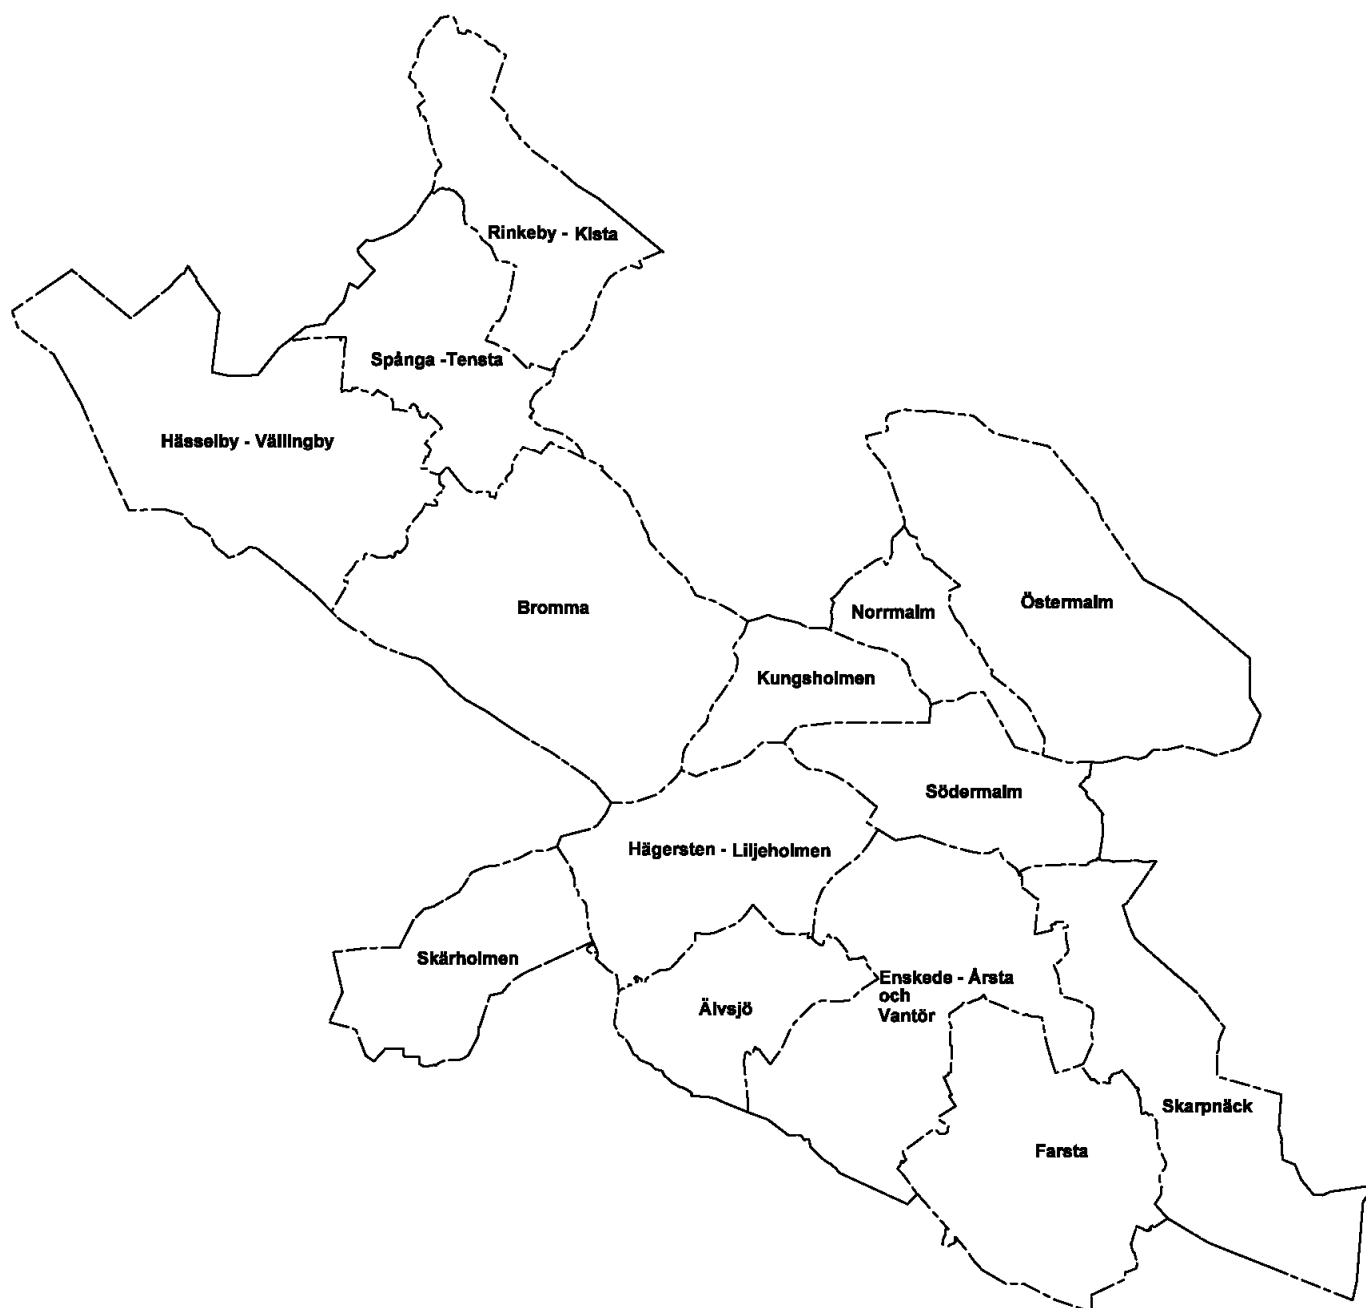 Rinkeby - Kista
Spånga -Tensta
Hässelby - Vällingby
Bromma
Norrmalm
Östermalm
Kungsholmen
Södermalm
Hägersten - Liljeholmen
Skärholmen
Älvsjö
Enskede - Årsta
och
Vantör
Skarpnäck
Farsta